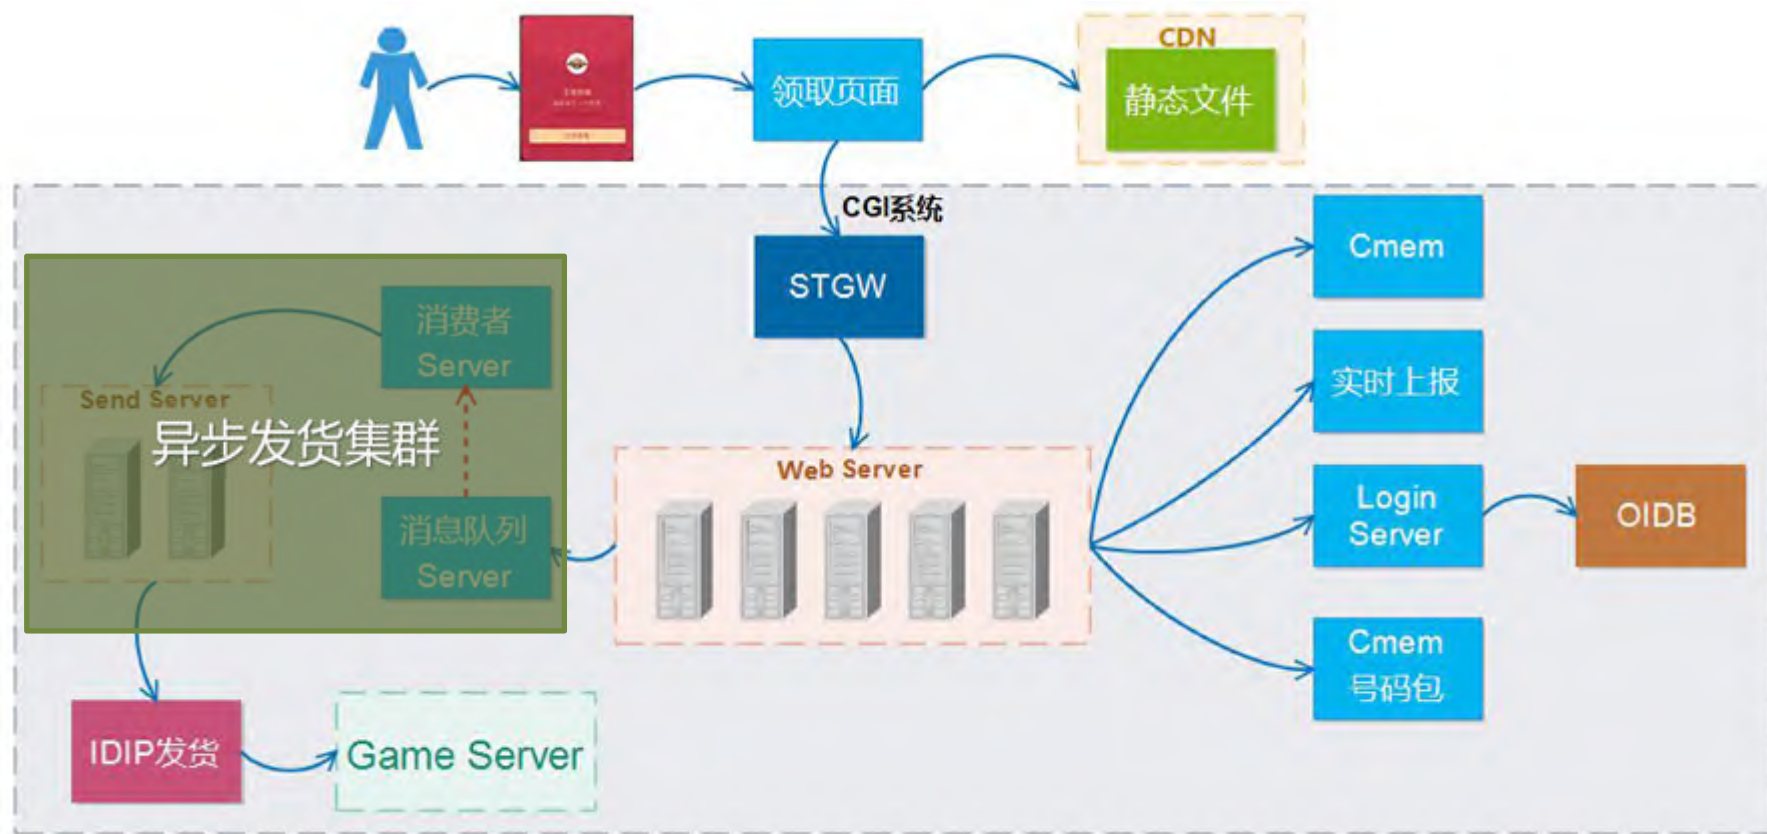 CDN
领取页面
静态文件
CGI系统
STGW
Cmem
消费者
Server
实时上报
Send Server
异步发货集群
Web Server
消息队列
Server
Login
Server
OIDB
Cmem
号码包
IDIP发货
Game Server